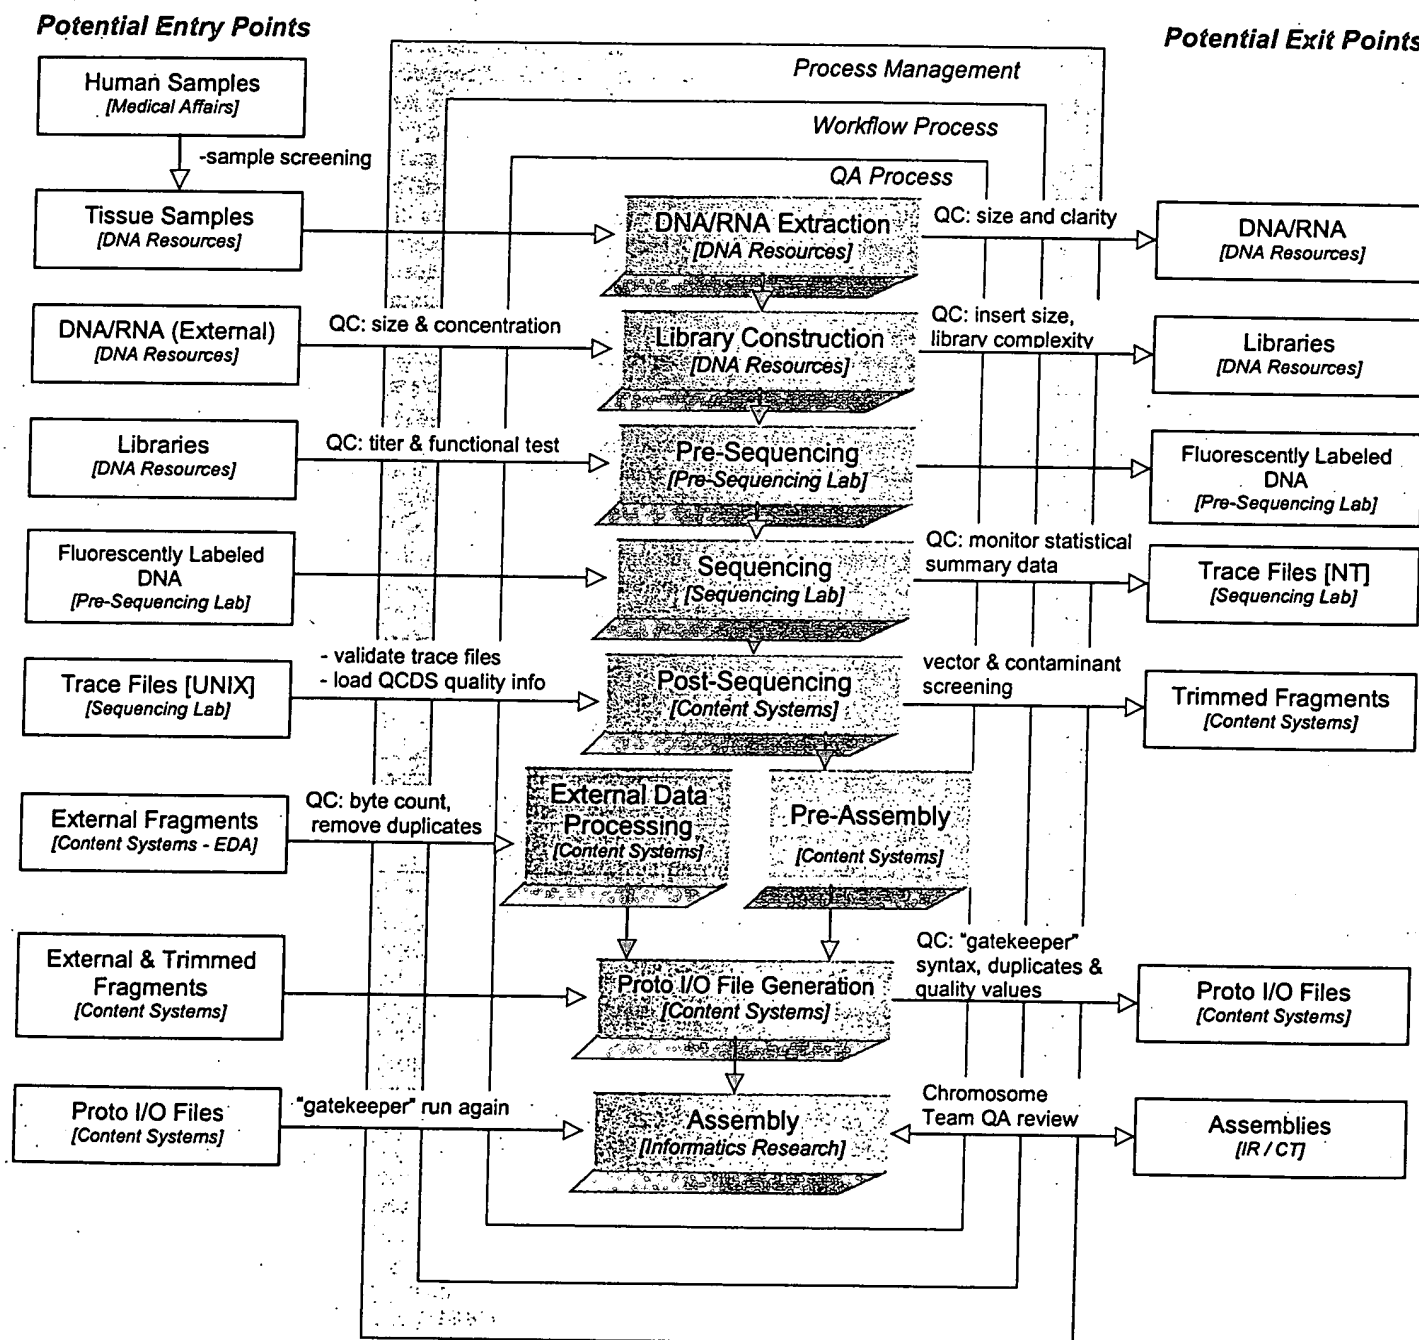 Potential Entry Points
Potential Exit Points
Process Management
Human Samples
[Medical Affairs]
Workflow Process
-sample screening
QA Process
Tissue Samples
[DNA Resources]
DNA/RNA Extraction
[DNA Resources]
QC: size and clarity
DNA/RNA
[DNA Resources]
DNA/RNA (External)
[DNA Resources]
QC: size & concentration
Library Construction
[DNA Resources]
QC: insert size,
library complexity
Libraries
[DNA Resources]
Libraries
[DNA Resources]
QC: titer & functional test
Pre-Sequencing
[Pre-Sequencing Lab]
Fluorescently Labeled
DNA
[Pre-Sequencing Lab]
Fluorescently Labeled
DNA
[Pre-Sequencing Lab]
Sequencing
[Sequencing Lab]
QC: monitor statistical
summary data
Trace Files [NT]
[Sequencing Lab]
Trace Files [UNIX]
[Sequencing Lab]
- validate trace files
- load QCDS quality info
Post-Sequencing
[Content Systems]
vector & contaminant
screening
Trimmed Fragments
[Content Systems]
External Fragments
[Content Systems - EDA]
QC: byte count,
remove duplicates
External Data
Processing
[Content Systems]
Pre-Assembly
[Content Systems]
External & Trimmed
Fragments
[Content Systems]
Proto I/O File Generation
[Content Systems]
QC: "gatekeeper"
syntax, duplicates &
quality values
Proto I/O Files
[Content Systems]
Proto I/O Files
[Content Systems]
"gatekeeper" run again
Assembly
[Informatics Research]
Chromosome
Team QA review
Assemblies
[IR / CT]